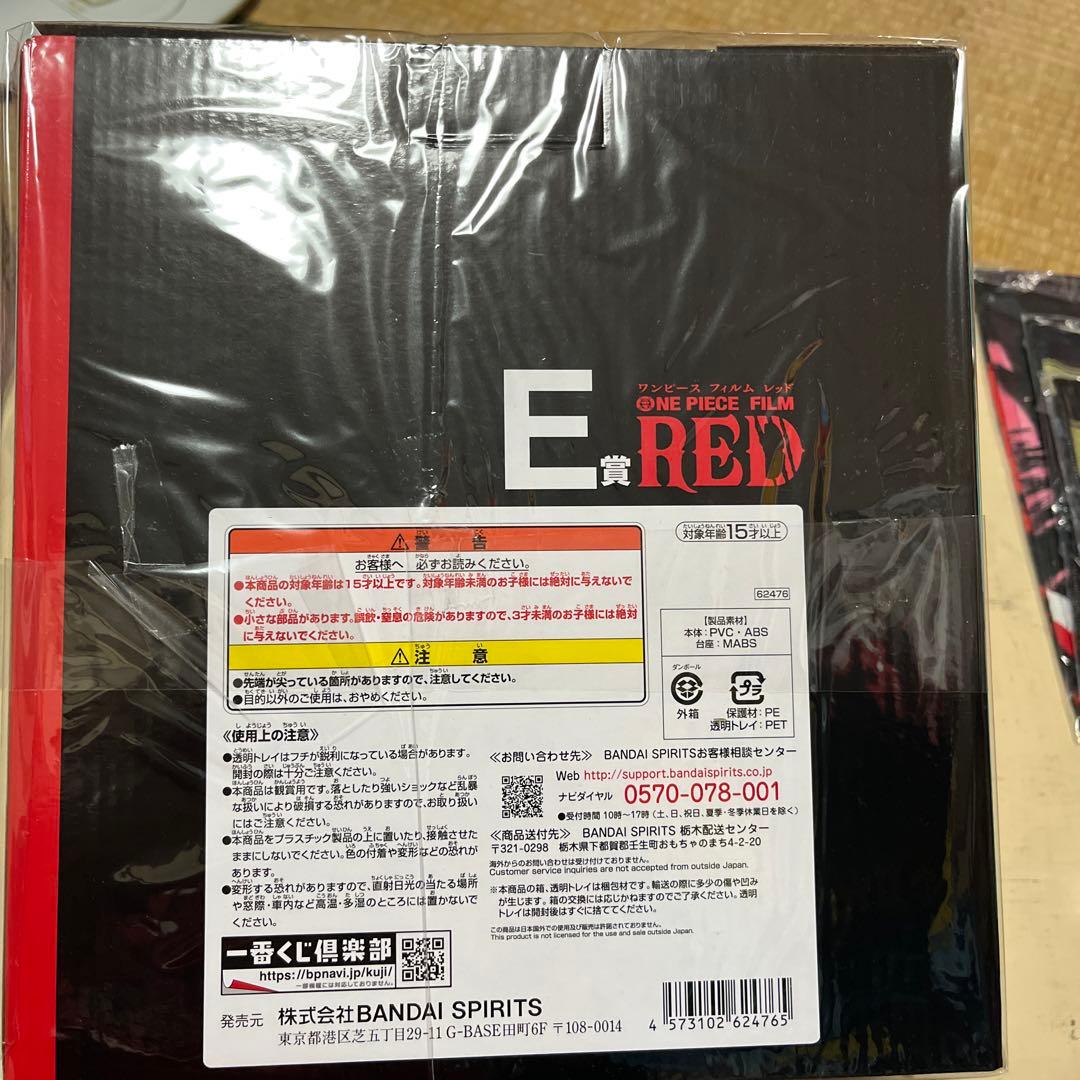 E賞
ワンピース フィルム レッド
ONE PIECE FILM
RED
対象年齢15才以上
警告
お客様へ 必ずお読みください。
●本商品の対象年齢は15才以上です。対象年齢未満のお子様には絶対に与えないで
ください。
●小さな部品があります。誤飲・窒息の危険がありますので、3才未満のお子様には絶対
に与えないでください。
注意
●先端が尖っている箇所がありますので、注意してください。
●目的以外のご使用は、おやめください。
62476
【製品素材】
本体:PVC・ABS
台座:MABS
ダンボール
外箱
プラ
保護材:PE
透明トレイ:PET
≪使用上の注意≫
●透明トレイはフチが鋭利になっている場合があります。
開封の際は十分ご注意ください。
●本商品は観賞用です。落としたり強いショックなど乱暴
な扱いにより破損する恐れがありますので、お取り扱い
にはご注意ください。
●本商品をプラスチック製品の上に置いたり、接触させた
ままにしないでください。色の付着や変形などの恐れが
あります。
●変形する恐れがありますので、直射日光の当たる場所
や窓際・車内など高温・多湿のところには置かないで
ください。
≪お問い合わせ先≫ BANDAI SPIRITSお客様相談センター
Web http://support.bandaispirits.co.jp
ナビダイヤル 0570-078-001
●受付時間 10時~17時(土、日、祝日、夏季・冬季休業日を除く)
≪商品送付先≫ BANDAI SPIRITS 栃木配送センター
〒321-0298 栃木県下都賀郡壬生町おもちゃのまち4-2-20
海外からのお問い合わせは受け付けておりません。
Customer service inquiries are not accepted from outside Japan.
※本商品の箱、透明トレイは梱包材です。輸送の際に多少の傷や凹み
が生じます。箱の交換には応じかねますのでご了承ください。透明
トレイは開封後はすぐに捨ててください。
この商品は日本国外での使用及び販売は許諾されておりません。
This product is not licensed for the use and sale outside Japan.
一番くじ倶楽部
https://bpnavi.jp/kuji/
一部機種には対応しておりません。
発売元 株式会社BANDAI SPIRITS
東京都港区芝五丁目29-11 G-BASE田町6F 〒108-0014
4 573102 624765